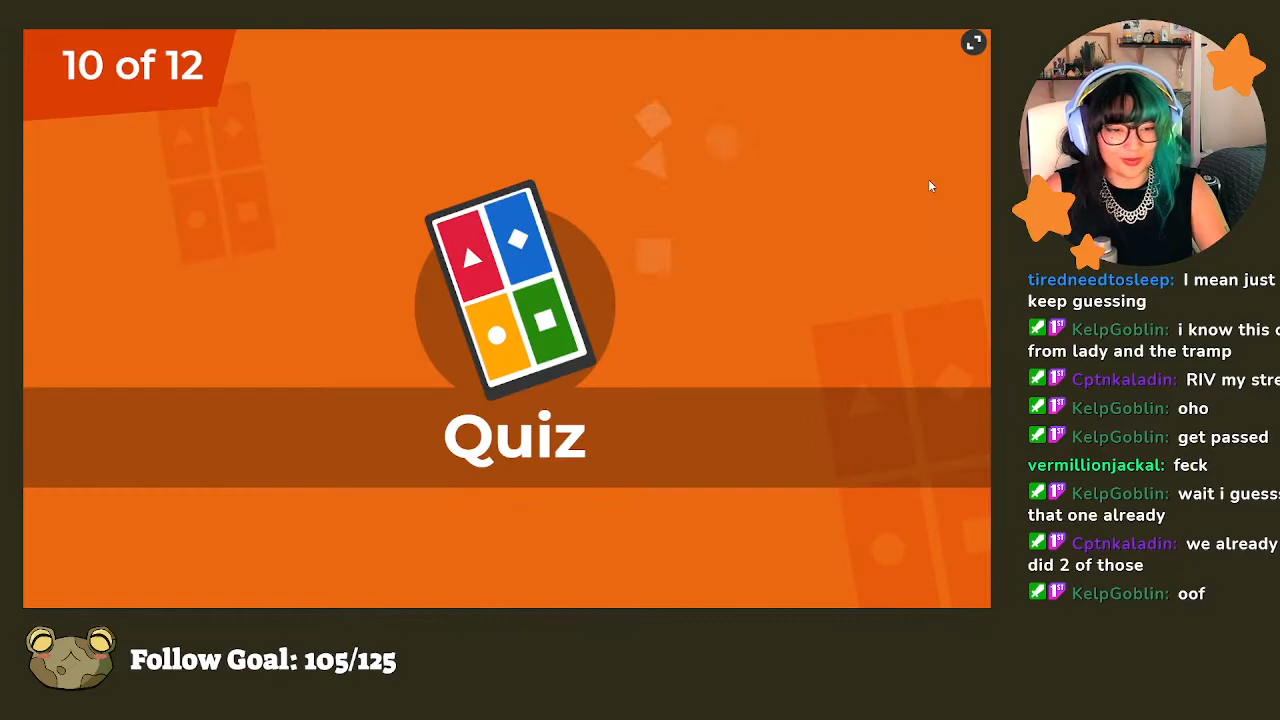 10 of 12
Quiz
tiredneedtosleep: I mean just
keep guessing
KelpGoblin: i know this
from lady and the tramp
Cptnkaladin: RIV my
KelpGoblin: oho
KelpGoblin: get passed
vermillionjackal: feck
KelpGoblin: wait i
that one already
Cptnkaladin: we already
did 2 of those
KelpGoblin: oof
Follow Goal: 105/125